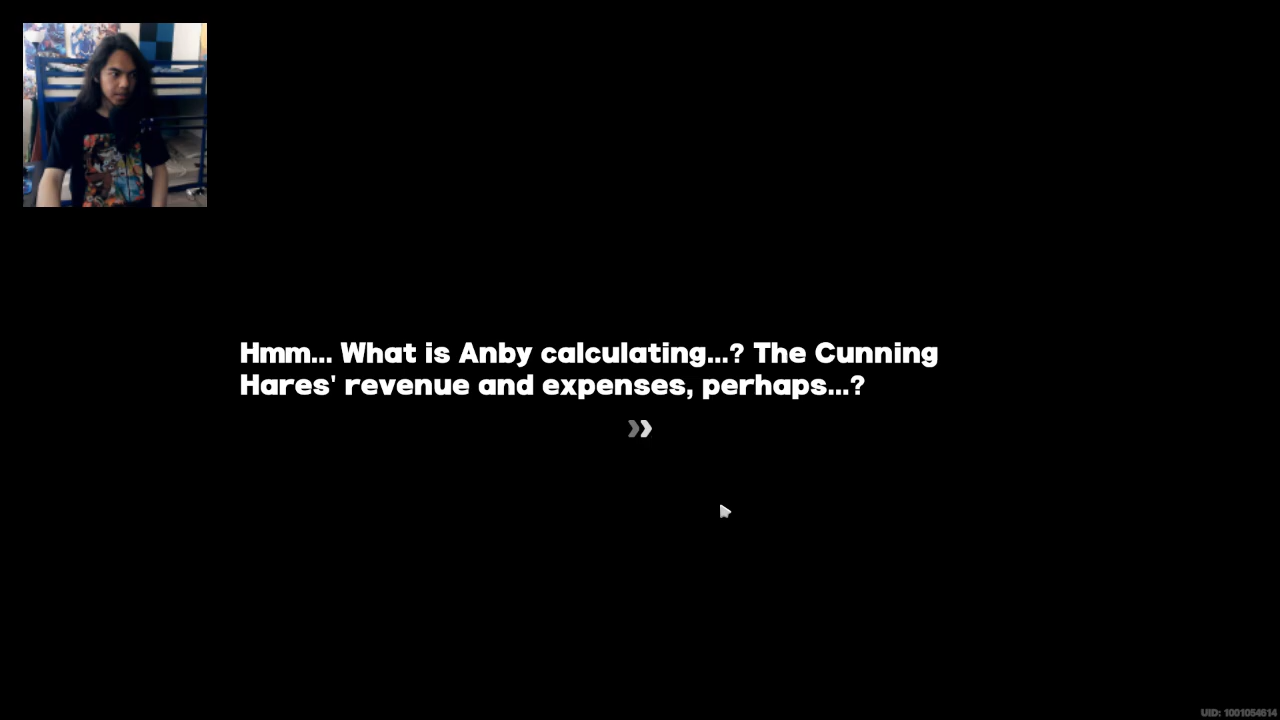 Hmm... What is Anby calculating...? The Cunning
Hares' revenue and expenses, perhaps...?
UID: 1001054614